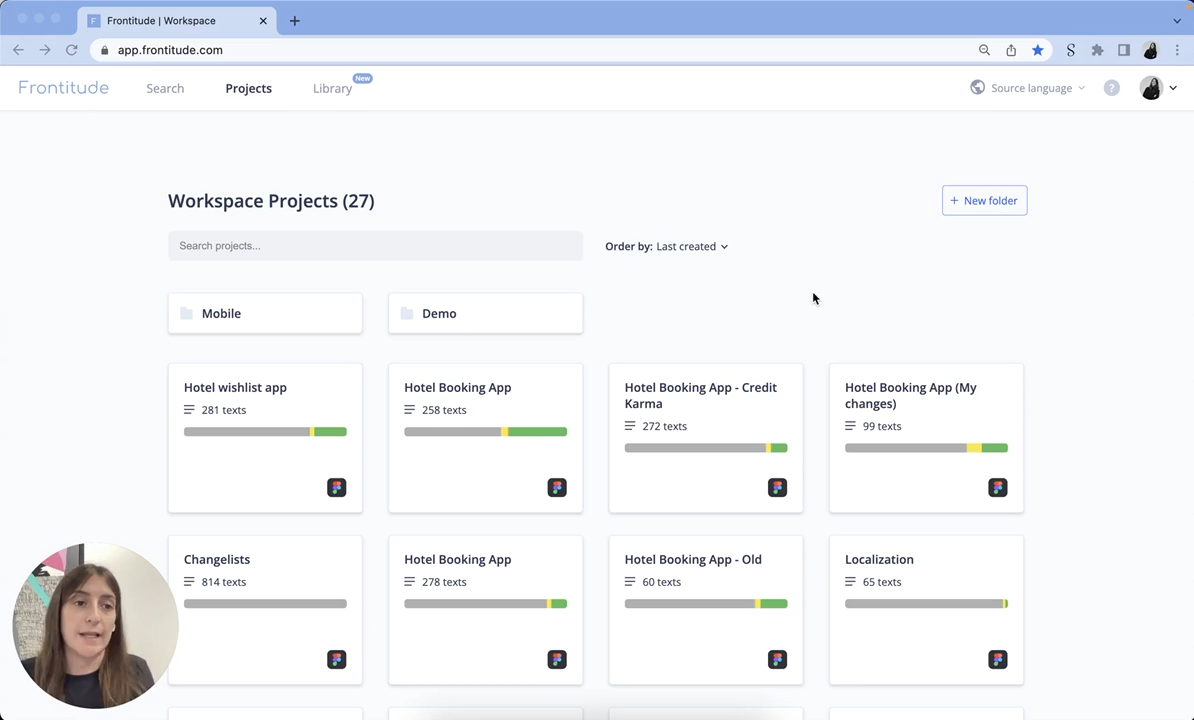 F Frontitude | Workspace
app.frontitude.com
S
Frontitude
Search
Projects
Library
New
Source language
?
Workspace Projects (27)
+ New folder
Search projects...
Order by: Last created
Mobile
Demo
Hotel wishlist app
281 texts
Hotel Booking App
258 texts
Hotel Booking App - Credit
Karma
272 texts
Hotel Booking App (My
changes)
99 texts
Changelists
814 texts
Hotel Booking App
278 texts
Hotel Booking App - Old
60 texts
Localization
65 texts